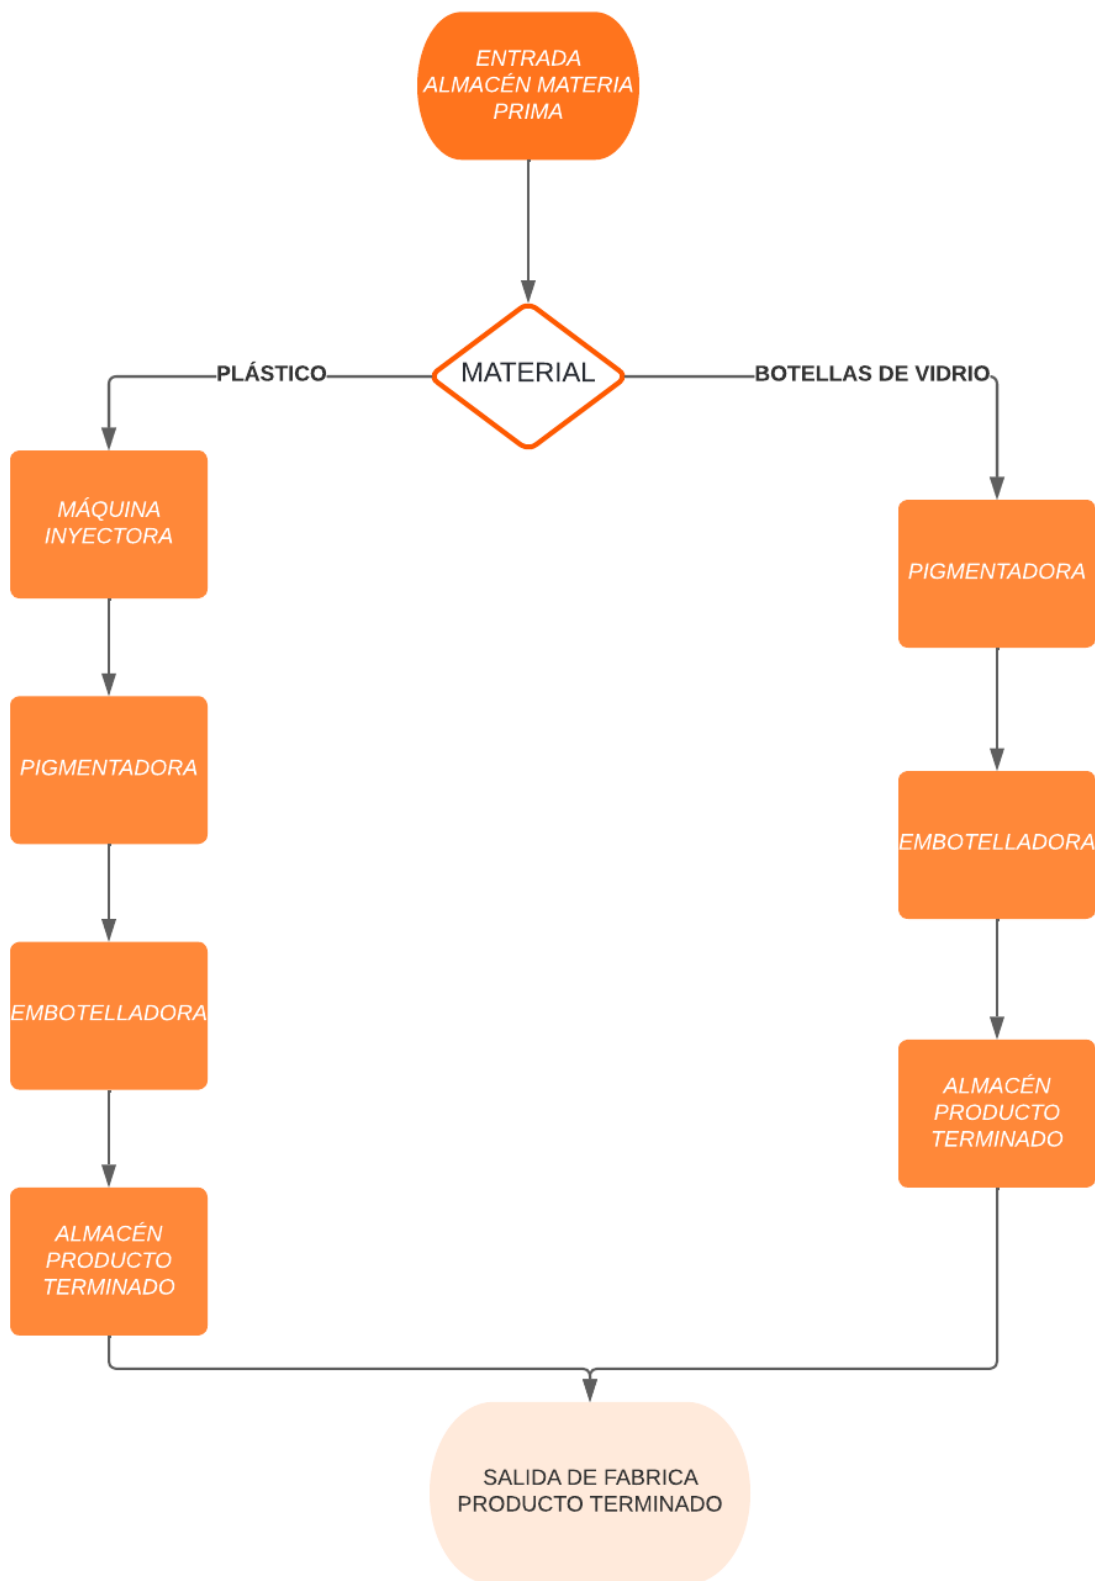 ENTRADA
ALMACÉN MATERIA
PRIMA
MATERIAL
PLÁSTICO
BOTELLAS DE VIDRIO
MÁQUINA
INYECTORA
PIGMENTADORA
EMBOTELLADORA
ALMACÉN
PRODUCTO
TERMINADO
PIGMENTADORA
EMBOTELLADORA
ALMACÉN
PRODUCTO
TERMINADO
SALIDA DE FABRICA
PRODUCTO TERMINADO